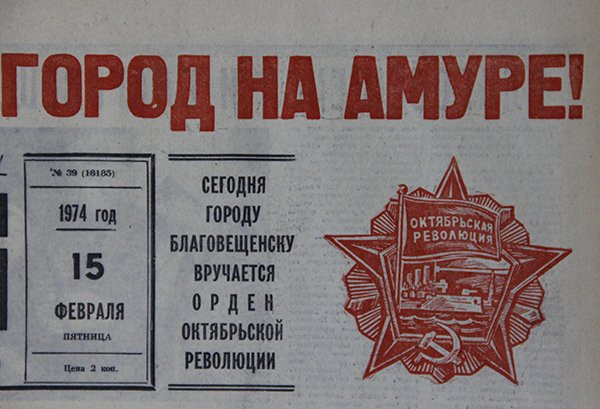 ГОРОД НА АМУРЕ!
№ 39 (16185)
1974 год
15
ФЕВРАЛЯ
ПЯТНИЦА
Цена 2 коп.
СЕГОДНЯ
ГОРОДУ
БЛАГОВЕЩЕНСКУ
ВРУЧАЕТСЯ
ОРДЕН
ОКТЯБРЬСКОЙ
РЕВОЛЮЦИИ
ОКТЯБРЬСКАЯ
РЕВОЛЮЦИЯ